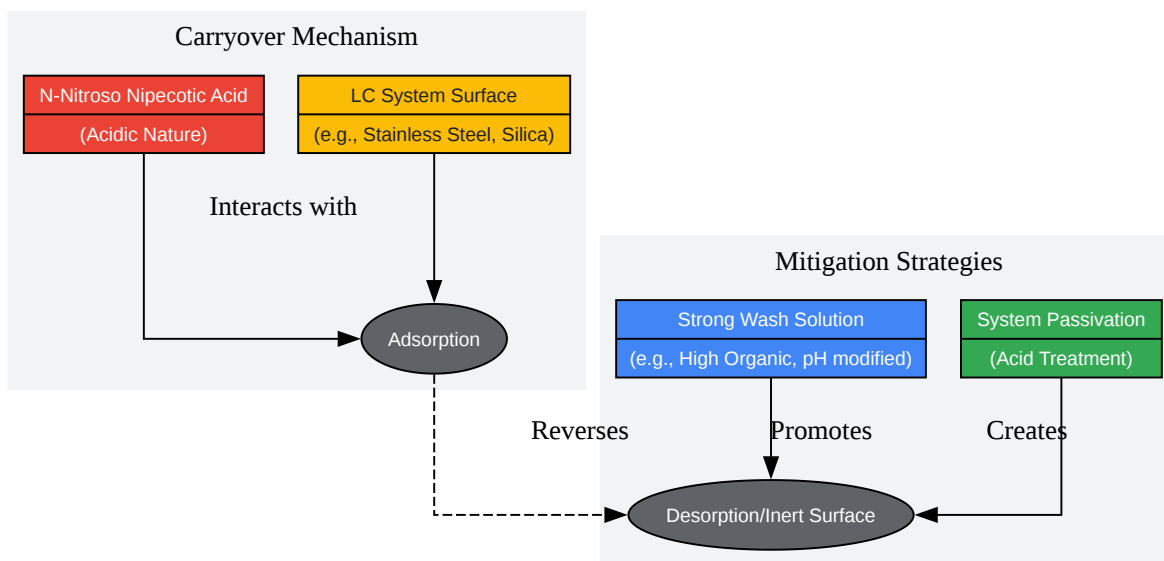 Carryover Mechanism
N-Nitroso Nipecotic Acid
(Acidic Nature)
LC System Surface
(e.g., Stainless Steel, Silica)
Interacts with
Adsorption
Mitigation Strategies
Strong Wash Solution
(e.g., High Organic, pH modified)
System Passivation
(Acid Treatment)
Reverses
Promotes
Creates
Desorption/Inert Surface